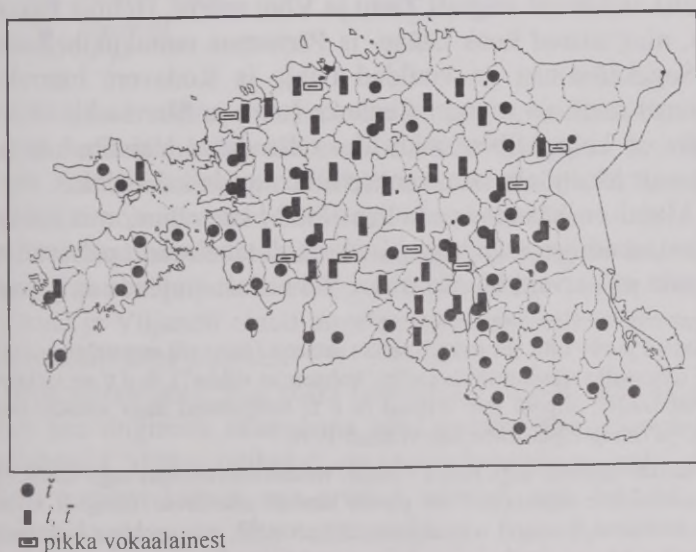 ● ĭ
▮ i, ī
pikka vokaalainest